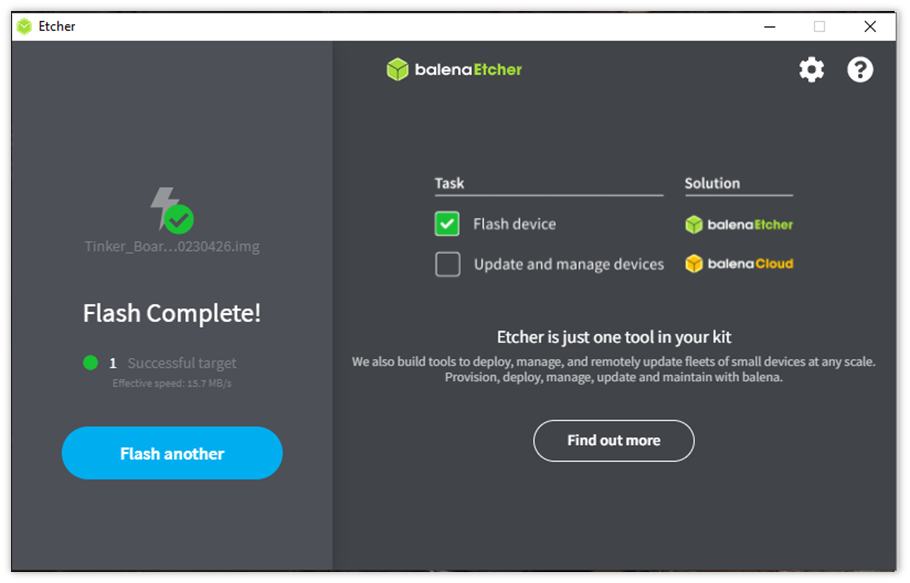 Etcher
balenaEtcher
Tinker_Boar...0230426.img
Flash Complete!
1 Successful target
Effective speed: 15.7 MB/s
Flash another
Task Solution
Flash device balenaEtcher
Update and manage devices balenaCloud
Etcher is just one tool in your kit
We also build tools to deploy, manage, and remotely update fleets of small devices at any scale.
Provision, deploy, manage, update and maintain with balena.
Find out more